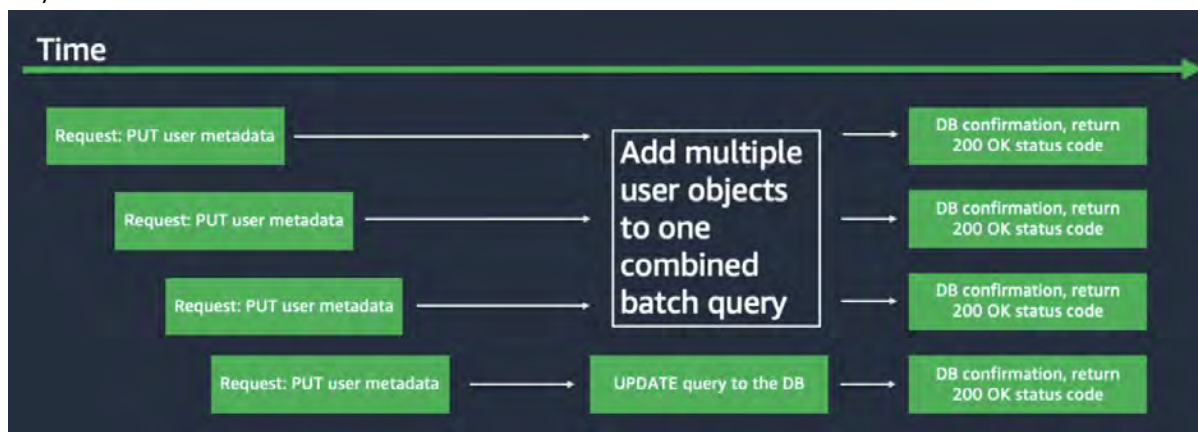 Time
Request: PUT user metadata
Add multiple
user objects
to one
combined
batch query
DB confirmation, return
200 OK status code
Request: PUT user metadata
DB confirmation, return
200 OK status code
Request: PUT user metadata
DB confirmation, return
200 OK status code
Request: PUT user metadata
UPDATE query to the DB
DB confirmation, return
200 OK status code